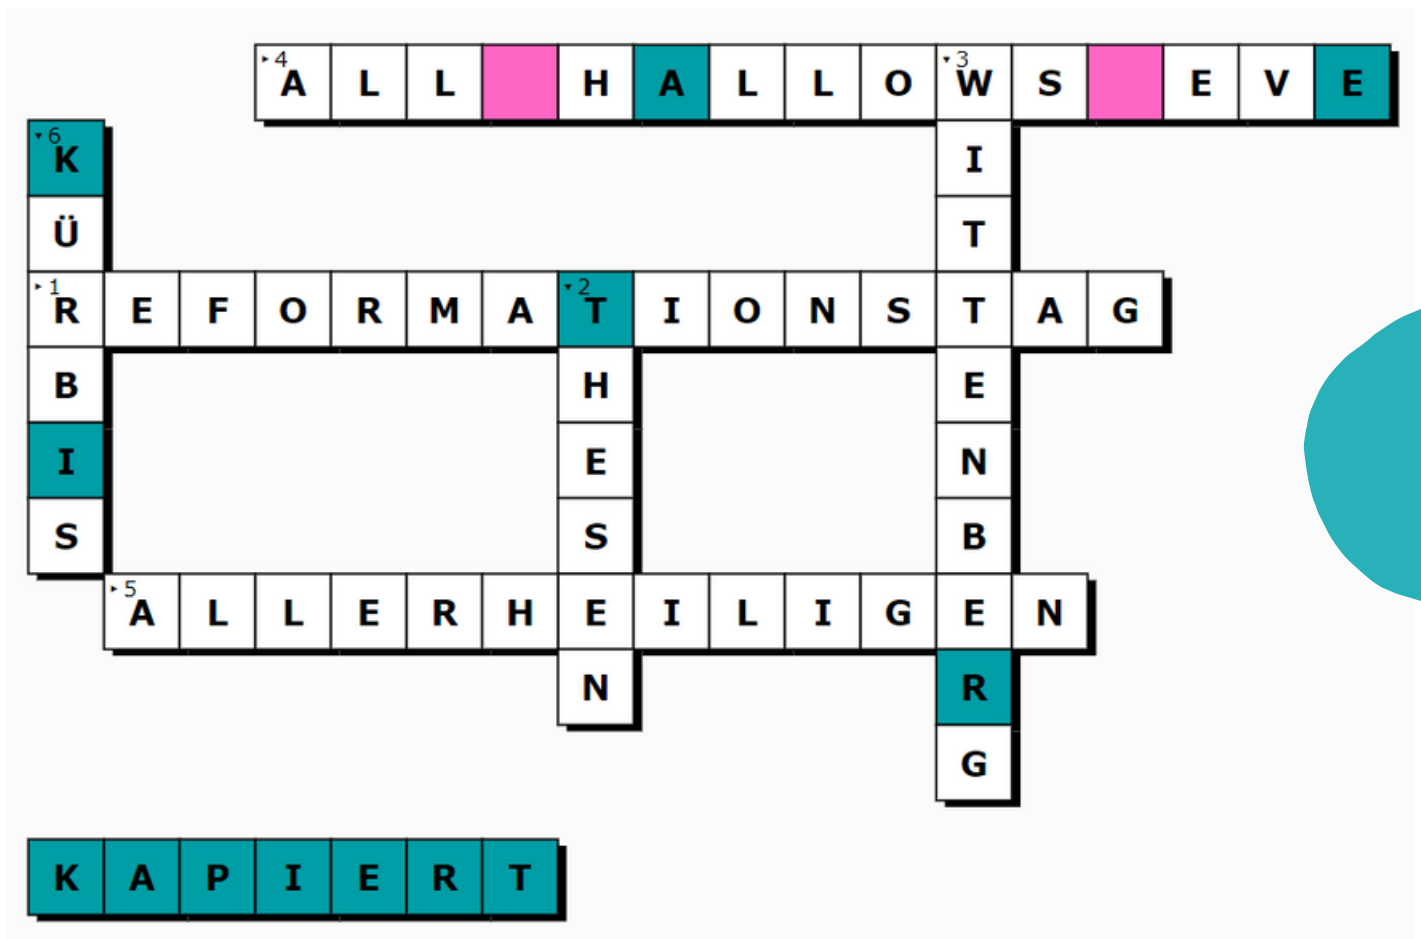 4 ALL HALLOWS EVE
3 WITTENBERG
6 KÜRBIS
1 REFORMATIONSTAG
2 THESEN
5 ALLERHEILIGEN
KAPIERT